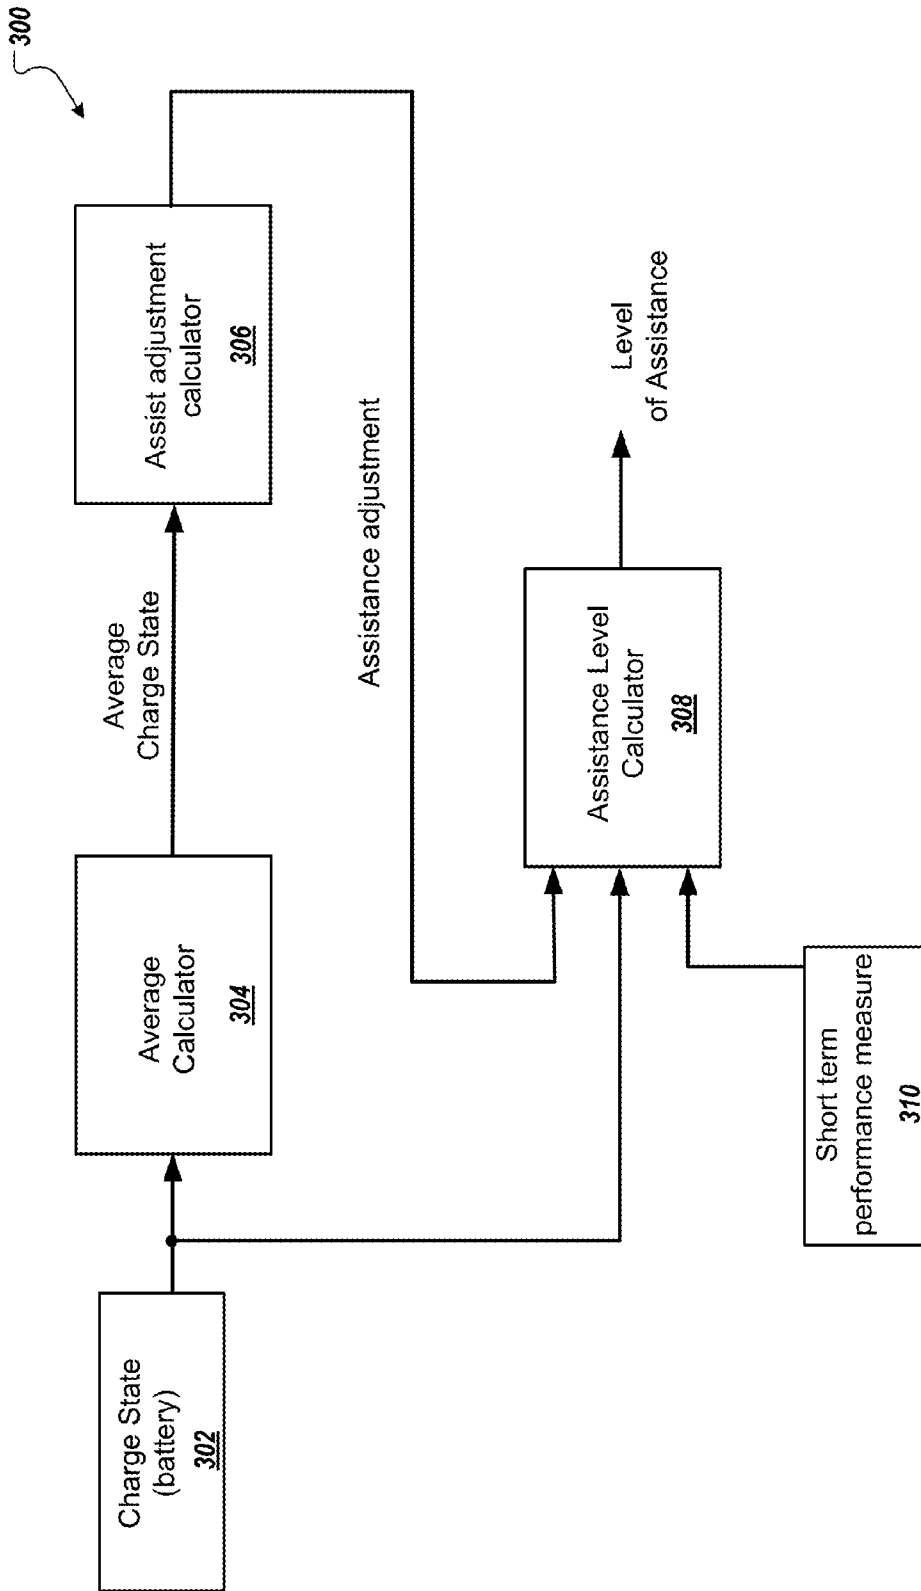 300
Charge State
(battery)
302
Average
Calculator
304
Average
Charge State
Assist adjustment
calculator
306
Assistance adjustment
Assistance Level
Calculator
308
Level
of Assistance
Short term
performance measure
310